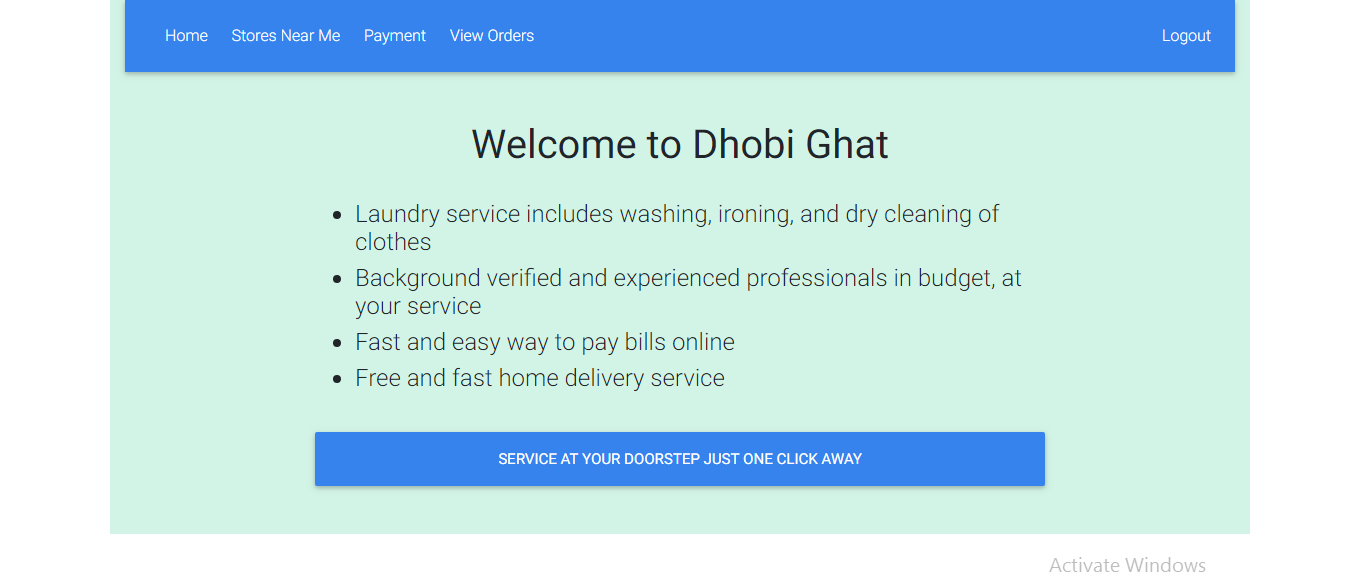 Home Stores Near Me Payment View Orders Logout
Welcome to Dhobi Ghat
Laundry service includes washing, ironing, and dry cleaning of
clothes
Background verified and experienced professionals in budget, at
your service
Fast and easy way to pay bills online
Free and fast home delivery service
SERVICE AT YOUR DOORSTEP JUST ONE CLICK AWAY
Activate Windows